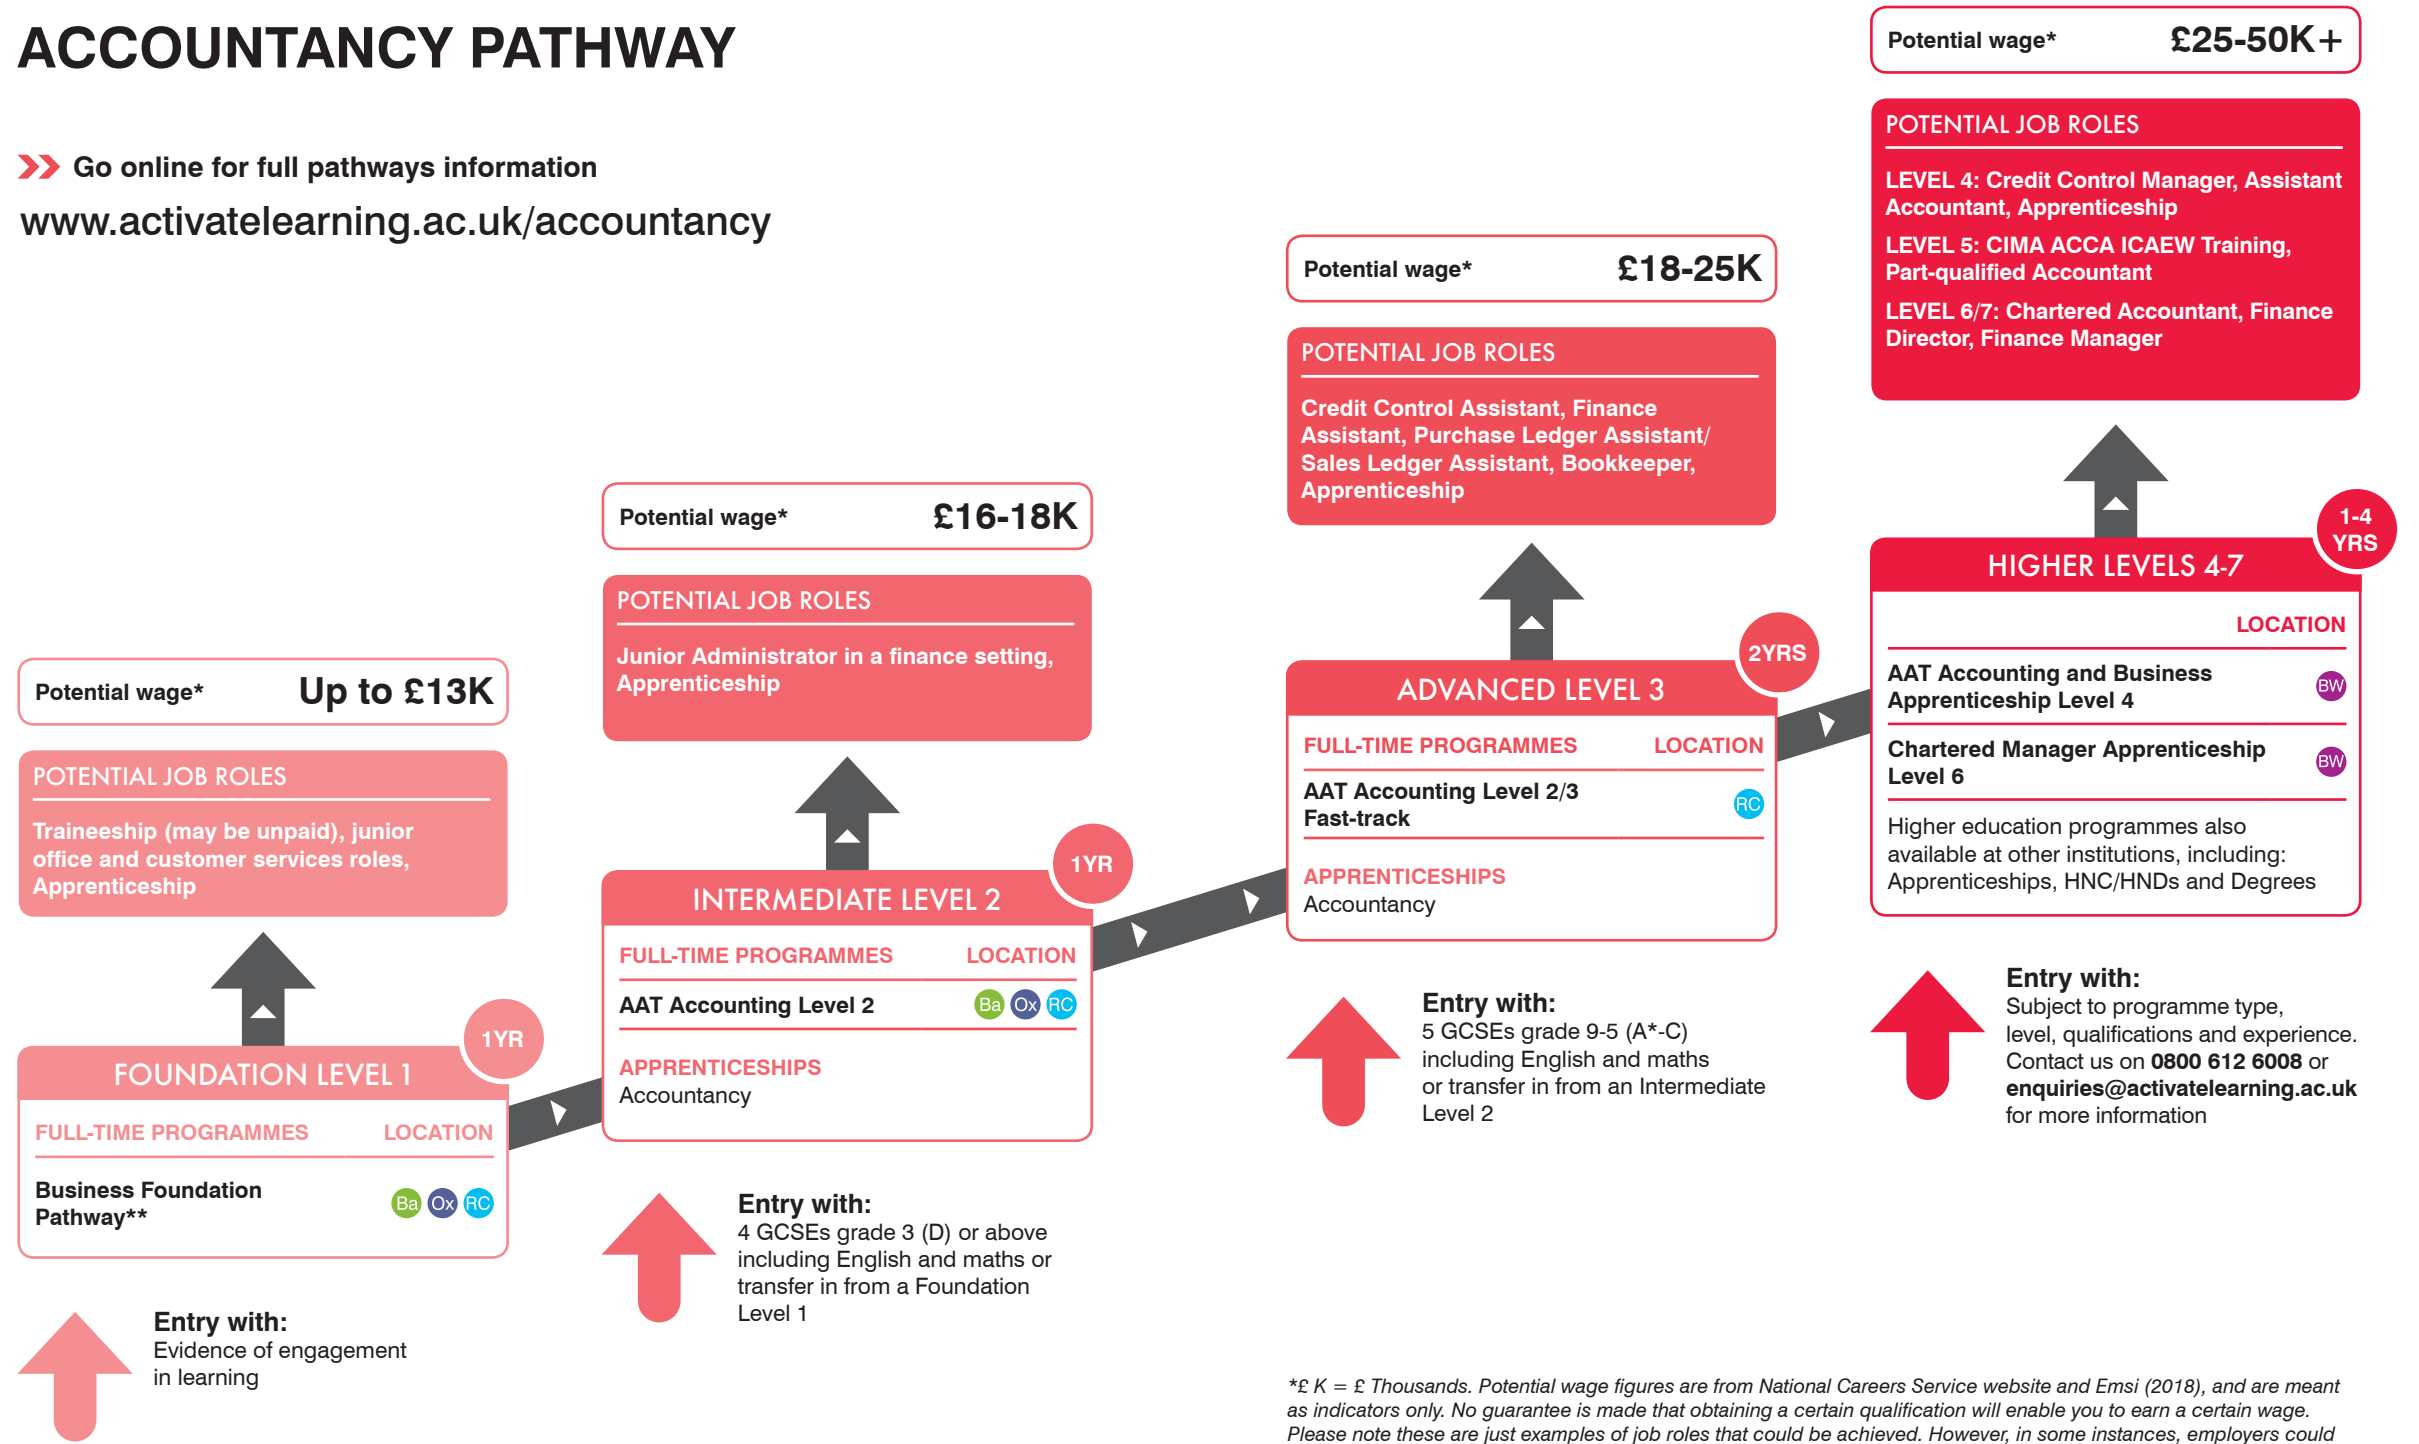 ACCOUNTANCY PATHWAY
Go online for full pathways information
www.activatelearning.ac.uk/accountancy
Potential wage* Up to £13K
POTENTIAL JOB ROLES
Traineeship (may be unpaid), junior
office and customer services roles,
Apprenticeship
1YR
FOUNDATION LEVEL 1
FULL-TIME PROGRAMMES LOCATION
Business Foundation
Pathway**
Ba Ox RC
Entry with:
Evidence of engagement
in learning
Potential wage* £16-18K
POTENTIAL JOB ROLES
Junior Administrator in a finance setting,
Apprenticeship
1YR
INTERMEDIATE LEVEL 2
FULL-TIME PROGRAMMES LOCATION
AAT Accounting Level 2 Ba Ox RC
APPRENTICESHIPS
Accountancy
Entry with:
4 GCSEs grade 3 (D) or above
including English and maths or
transfer in from a Foundation
Level 1
Potential wage* £18-25K
POTENTIAL JOB ROLES
Credit Control Assistant, Finance
Assistant, Purchase Ledger Assistant/
Sales Ledger Assistant, Bookkeeper,
Apprenticeship
2YRS
ADVANCED LEVEL 3
FULL-TIME PROGRAMMES LOCATION
AAT Accounting Level 2/3
Fast-track
RC
APPRENTICESHIPS
Accountancy
Entry with:
5 GCSEs grade 9-5 (A*-C)
including English and maths
or transfer in from an Intermediate
Level 2
Potential wage* £25-50K+
POTENTIAL JOB ROLES
LEVEL 4: Credit Control Manager, Assistant
Accountant, Apprenticeship
LEVEL 5: CIMA ACCA ICAEW Training,
Part-qualified Accountant
LEVEL 6/7: Chartered Accountant, Finance
Director, Finance Manager
1-4
YRS
HIGHER LEVELS 4-7
LOCATION
AAT Accounting and Business
Apprenticeship Level 4
BW
Chartered Manager Apprenticeship
Level 6
BW
Higher education programmes also
available at other institutions, including:
Apprenticeships, HNC/HNDs and Degrees
Entry with:
Subject to programme type,
level, qualifications and experience.
Contact us on 0800 612 6008 or
enquiries@activatelearning.ac.uk
for more information
*£ K = £ Thousands. Potential wage figures are from National Careers Service website and Emsi (2018), and are meant
as indicators only. No guarantee is made that obtaining a certain qualification will enable you to earn a certain wage.
Please note these are just examples of job roles that could be achieved. However, in some instances, employers could